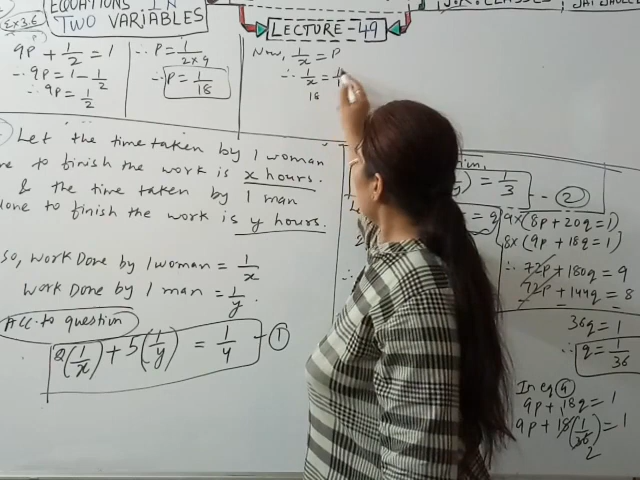 EQUATIONS IN
TWO VARIABLES
Ex 3.6
LECTURE-49
9p + 1/2 = 1
∴ 9p = 1 - 1/2
∴ 9p = 1/2
∴ p = 1/(2×9)
∴ p = 1/18
Now, 1/x = p
∴ 1/x = 1/
18
Let the time taken by 1 woman
to finish the work is x hours.
& the time taken by 1 man
to finish the work is y hours.
So, work Done by 1 woman = 1/x
work Done by 1 man = 1/y.
Acc. to question
2(1/x) + 5(1/y) = 1/4 - ①
) = 1/3 - ②
= q
9×(8p + 20q = 1)
8×(9p + 18q = 1)
∴ 72p + 180q = 9
72p + 144q = 8
36q = 1
∴ q = 1/36
In eq ④
9p + 18q = 1
9p + 18(1/36) = 1
2